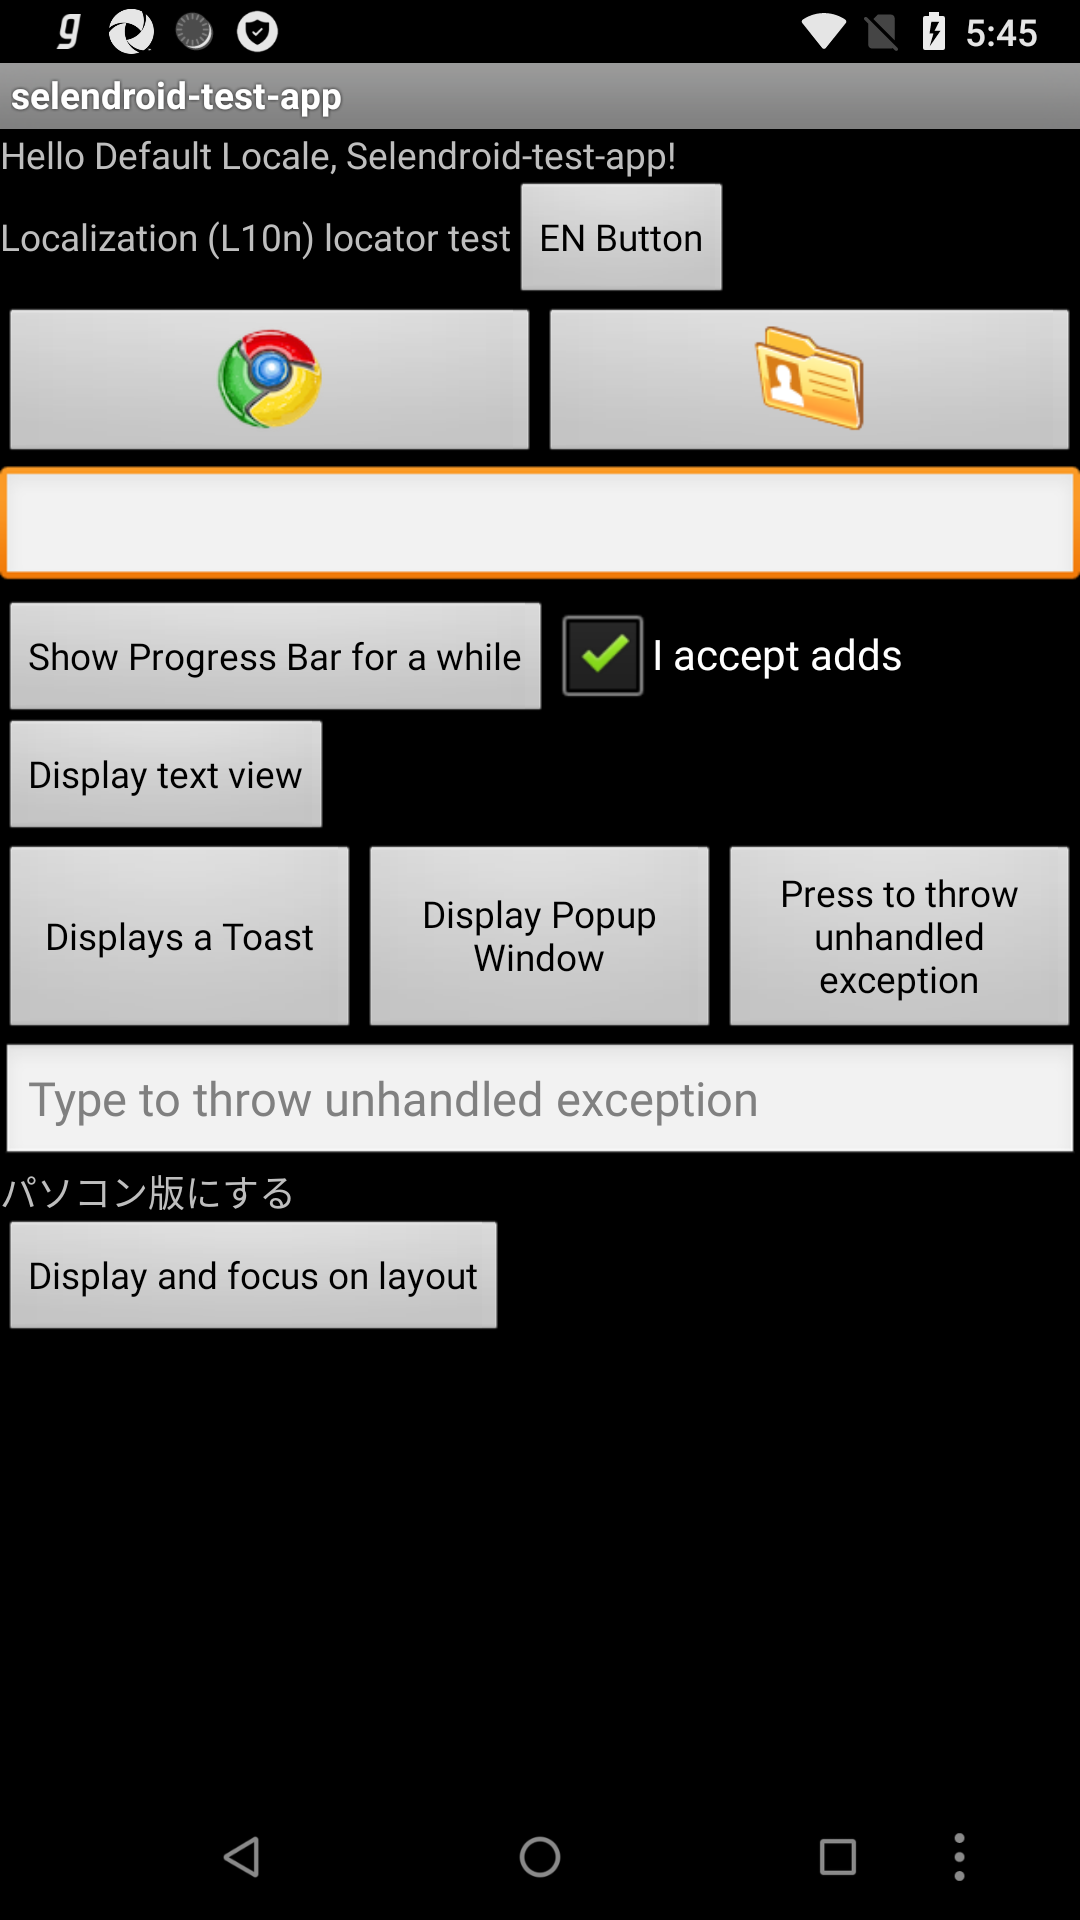 g
5:45
selendroid-test-app
Hello Default Locale, Selendroid-test-app!
Localization (L10n) locator test
EN Button
Show Progress Bar for a while
I accept adds
Display text view
Displays a Toast
Display Popup
Window
Press to throw
unhandled
exception
Type to throw unhandled exception
パソコン版にする
Display and focus on layout